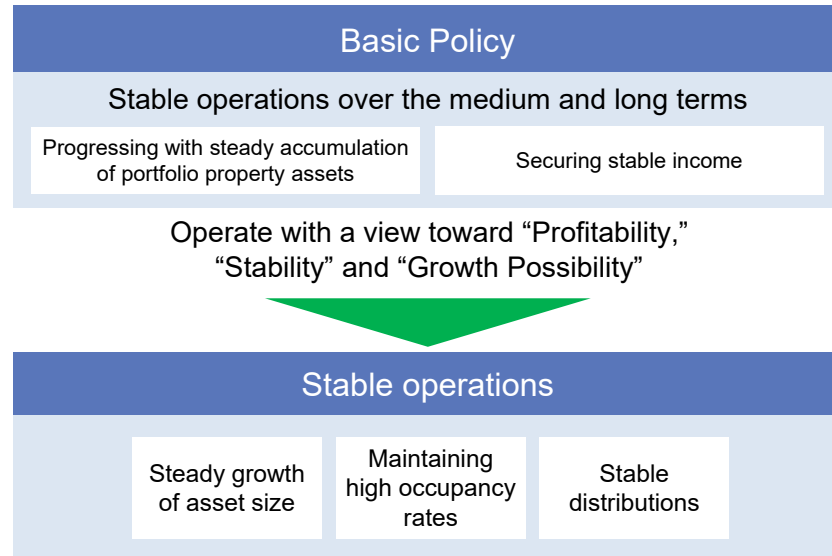 Basic Policy
Stable operations over the medium and long terms
Progressing with steady accumulation
of portfolio property assets
Securing stable income
Operate with a view toward “Profitability,”
“Stability” and “Growth Possibility”
Stable operations
Steady growth
of asset size
Maintaining
high occupancy
rates
Stable
distributions